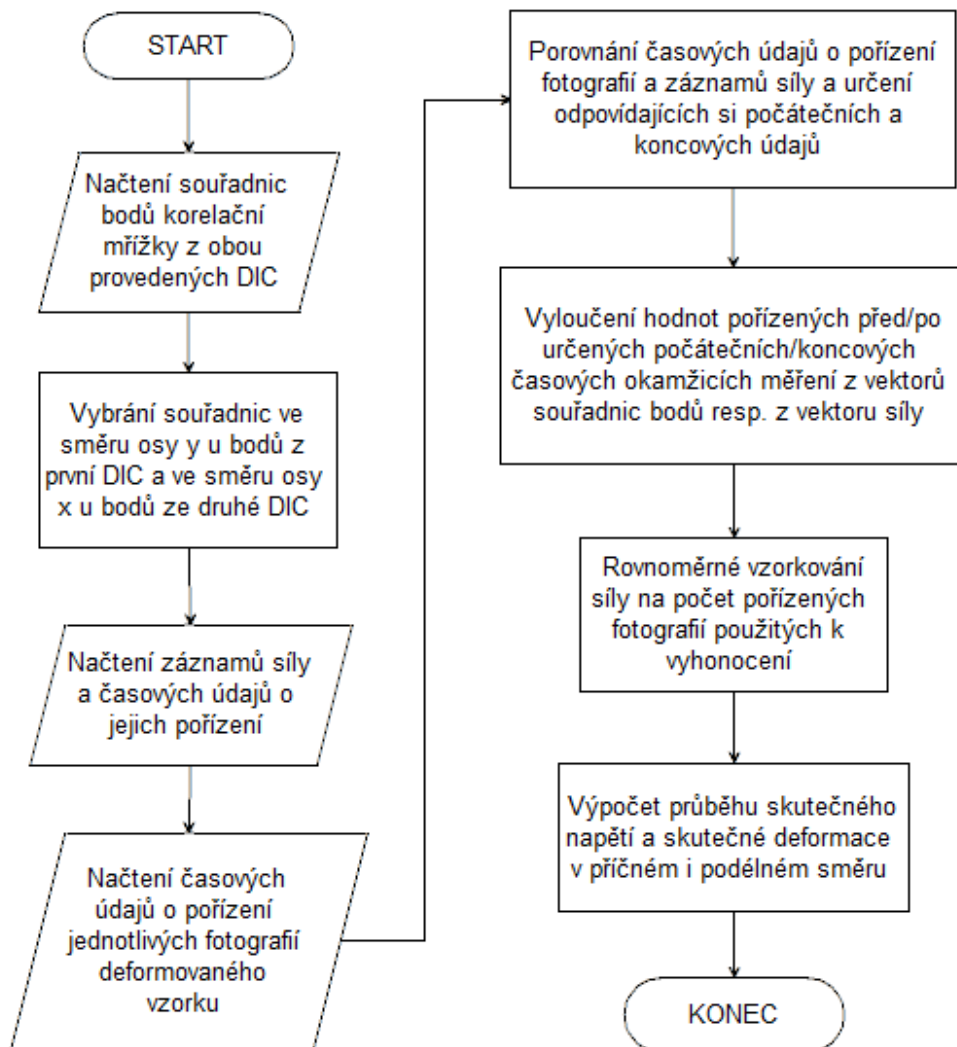 START
Načtení souřadnic
bodů korelační
mřížky z obou
provedených DIC
Vybrání souřadnic ve
směru osy y u bodů z
první DIC a ve směru osy
x u bodů ze druhé DIC
Načtení záznamů síly
a časových údajů o
jejich pořízení
Načtení časových
údajů o pořízení
jednotlivých fotografií
deformovaného
vzorku
Porovnání časových údajů o pořízení
fotografií a záznamů síly a určení
odpovídajících si počátečních a
koncových údajů
Vyloučení hodnot pořízených před/po
určených počátečních/koncových
časových okamžicích měření z vektorů
souřadnic bodů resp. z vektoru síly
Rovnoměrné vzorkování
síly na počet pořízených
fotografií použitých k
vyhonocení
Výpočet průběhu skutečného
napětí a skutečné deformace
v příčném i podélném směru
KONEC